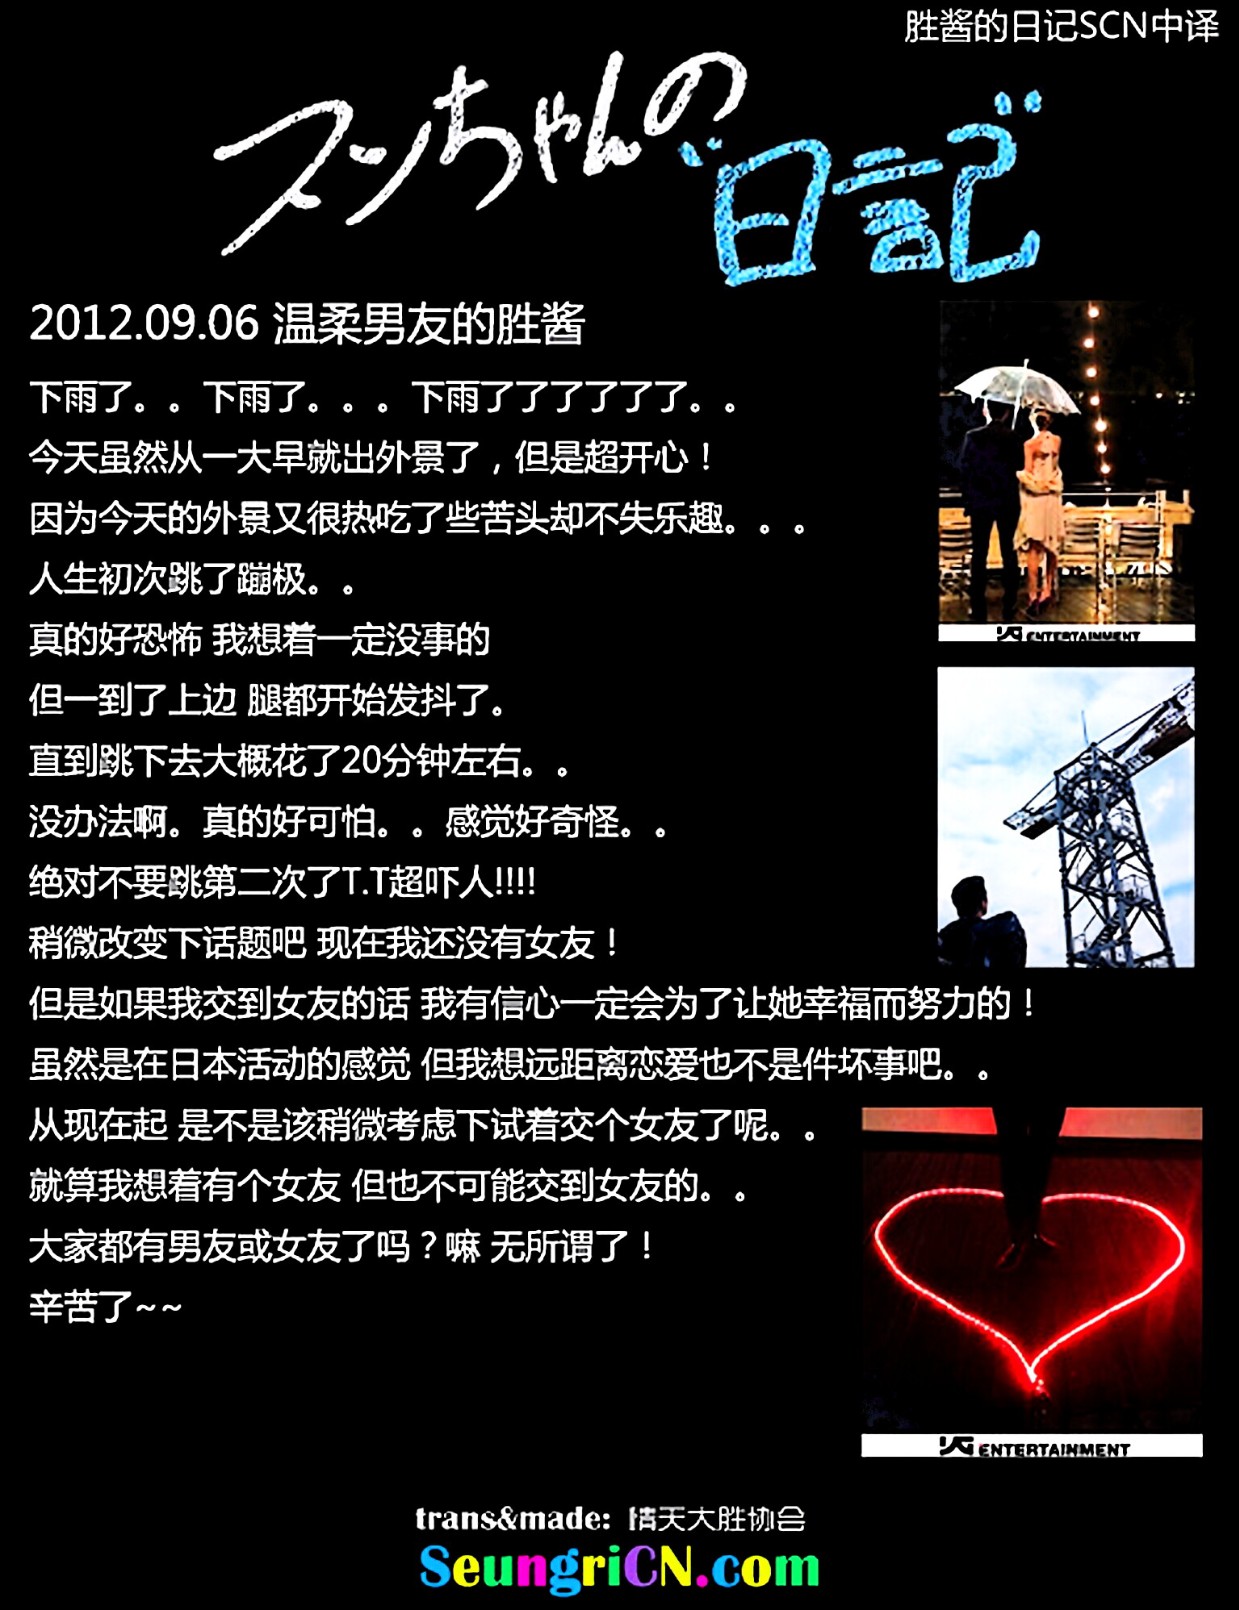 胜酱的日记SCN中译
スンちゃんの
"日記"
2012.09.06 温柔男友的胜酱
下雨了。。下雨了。。。下雨了了了了了了。。
今天虽然从一大早就出外景了，但是超开心！
因为今天的外景又很热吃了些苦头却不失乐趣。。。
人生初次跳了蹦极。。
真的好恐怖 我想着一定没事的
但一到了上边 腿都开始发抖了。
直到跳下去大概花了20分钟左右。。
没办法啊。真的好可怕。。感觉好奇怪。。
绝对不要跳第二次了T.T超吓人!!!!
稍微改变下话题吧 现在我还没有女友！
但是如果我交到女友的话 我有信心一定会为了让她幸福而努力的！
虽然是在日本活动的感觉 但我想远距离恋爱也不是件坏事吧。。
从现在起 是不是该稍微考虑下试着交个女友了呢。。
就算我想着有个女友 但也不可能交到女友的。。
大家都有男友或女友了吗？嘛 无所谓了！
辛苦了~~
YG ENTERTAINMENT
YG ENTERTAINMENT
trans&made: 情天大胜协会
SeungriCN.com